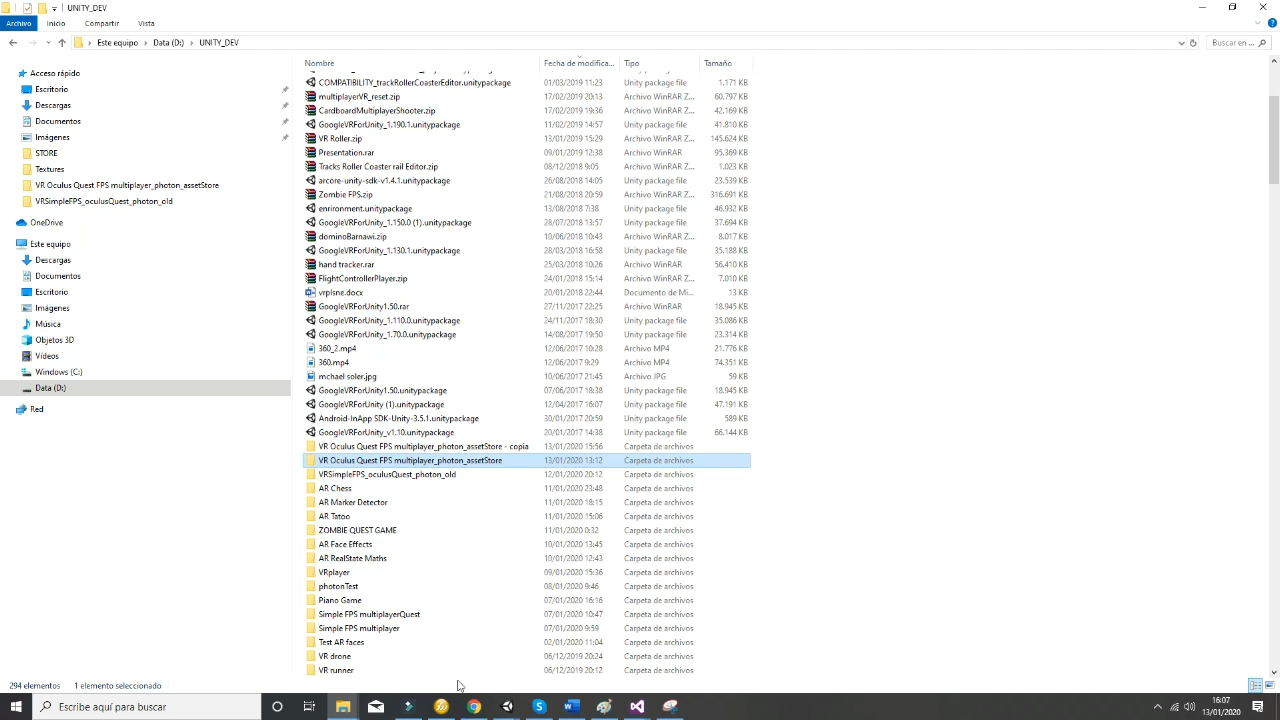 UNITY_DEV
Archivo Inicio Compartir Vista
Este equipo Data (D:) UNITY_DEV Buscar en ...
Nombre Fecha de modifica... Tipo Tamaño
Acceso rápido
Escritorio
Descargas
Documentos
Imágenes
STORE
Textures
VR Oculus Quest FPS multiplayer_photon_assetStore
VRSimpleFPS_oculusQuest_photon_old
OneDrive
Este equipo
Descargas
Documentos
Escritorio
Imágenes
Música
Objetos 3D
Vídeos
Windows (C:)
Data (D:)
Red
COMPATIBILITY_trackRollerCoasterEditor.unitypackage 01/03/2019 11:23 Unity package file 1.171 KB
multiplayerVR_reset.zip 17/02/2019 20:13 Archivo WinRAR Z... 60.797 KB
CardboardMultiplayerShooter.zip 17/02/2019 19:36 Archivo WinRAR Z... 42.169 KB
GoogleVRForUnity_1.190.1.unitypackage 11/02/2019 14:57 Unity package file 41.810 KB
VR Roller.zip 13/01/2019 15:29 Archivo WinRAR Z... 145.624 KB
Presentation.rar 09/01/2019 12:38 Archivo WinRAR 95.369 KB
Tracks Roller Coaster rail Editor.zip 08/12/2018 9:05 Archivo WinRAR Z... 1.023 KB
arcore-unity-sdk-v1.4.1.unitypackage 26/08/2018 14:05 Unity package file 23.539 KB
Zombie FPS.zip 21/08/2018 20:59 Archivo WinRAR Z... 316.691 KB
enrironment.unitypackage 13/08/2018 7:38 Unity package file 46.932 KB
GoogleVRForUnity_1.150.0 (1).unitypackage 28/07/2018 13:57 Unity package file 37.694 KB
dominoBarnawi.zip 10/06/2018 10:43 Archivo WinRAR Z... 8.017 KB
GoogleVRForUnity_1.130.1.unitypackage 28/03/2018 16:58 Unity package file 35.188 KB
hand tracker.rar 25/03/2018 10:26 Archivo WinRAR 56.410 KB
FlightControllerPlayer.zip 24/01/2018 15:14 Archivo WinRAR Z... 7.010 KB
vrplsne.docx 20/01/2018 22:44 Documento de Mi... 13 KB
GoogleVRForUnity1.50.rar 27/11/2017 22:25 Archivo WinRAR 18.945 KB
GoogleVRForUnity_1.110.0.unitypackage 24/11/2017 18:30 Unity package file 35.086 KB
GoogleVRForUnity_1.70.0.unitypackage 14/08/2017 19:50 Unity package file 23.314 KB
360_2.mp4 12/06/2017 10:28 Archivo MP4 21.776 KB
360.mp4 12/06/2017 9:29 Archivo MP4 74.351 KB
mchael soler.jpg 10/06/2017 21:45 Archivo JPG 59 KB
GoogleVRForUnity1.50.unitypackage 07/06/2017 18:38 Unity package file 18.945 KB
GoogleVRForUnity (1).unitypackage 12/04/2017 16:07 Unity package file 47.191 KB
Android-InApp SDK-Unity-3.5.1.unitypackage 30/01/2017 20:59 Unity package file 589 KB
GoogleVRForUnity_v1.10.unitypackage 20/01/2017 14:38 Unity package file 66.144 KB
VR Oculus Quest FPS multiplayer_photon_assetStore - copia 13/01/2020 15:56 Carpeta de archivos
VR Oculus Quest FPS multiplayer_photon_assetStore 13/01/2020 13:12 Carpeta de archivos
VRSimpleFPS_oculusQuest_photon_old 12/01/2020 20:12 Carpeta de archivos
AR Chess 11/01/2020 23:48 Carpeta de archivos
AR Marker Detector 11/01/2020 18:15 Carpeta de archivos
AR Tatoo 11/01/2020 15:06 Carpeta de archivos
ZOMBIE QUEST GAME 11/01/2020 0:32 Carpeta de archivos
AR Face Effects 10/01/2020 13:45 Carpeta de archivos
AR RealState Maths 10/01/2020 12:43 Carpeta de archivos
VRplayer 09/01/2020 15:36 Carpeta de archivos
photonTest 08/01/2020 9:46 Carpeta de archivos
Piano Game 07/01/2020 16:16 Carpeta de archivos
Simple FPS multiplayerQuest 07/01/2020 10:47 Carpeta de archivos
Simple FPS multiplayer 07/01/2020 9:59 Carpeta de archivos
Test AR faces 02/01/2020 11:04 Carpeta de archivos
VR drone 06/12/2019 20:24 Carpeta de archivos
VR runner 06/12/2019 20:12 Carpeta de archivos
294 elementos 1 elemento seleccionado
Escribe aquí para buscar
16:07
13/01/2020